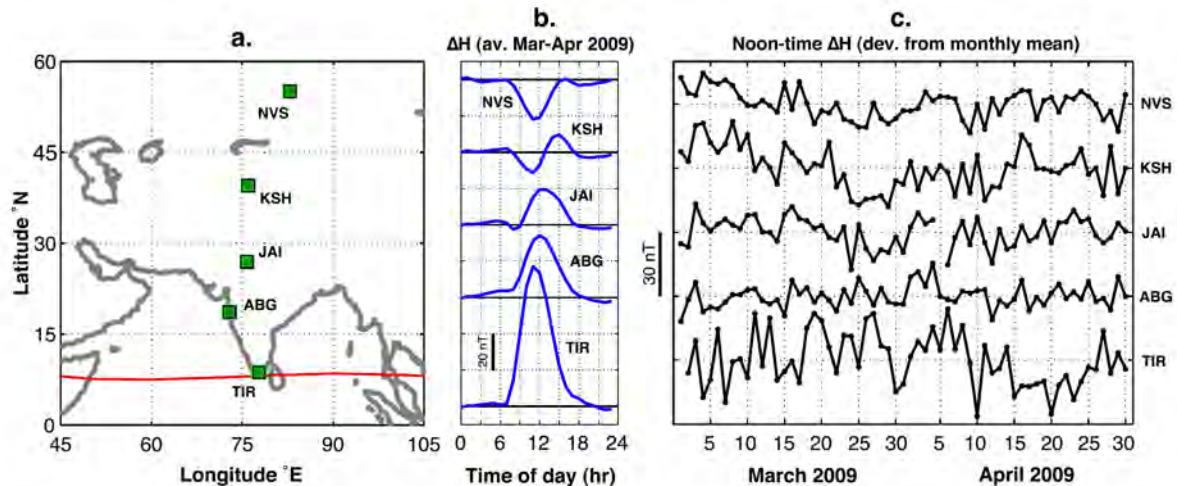 a.
60
45
30
15
0
Latitude °N
NVS
KSH
JAI
ABG
TIR
45 60 75 90 105
Longitude °E
b.
ΔH (av. Mar-Apr 2009)
NVS
KSH
JAI
ABG
TIR
20 nT
0 6 12 18 24
Time of day (hr)
c.
Noon-time ΔH (dev. from monthly mean)
30 nT
NVS
KSH
JAI
ABG
TIR
5 10 15 20 25 30 5 10 15 20 25 30
March 2009 April 2009